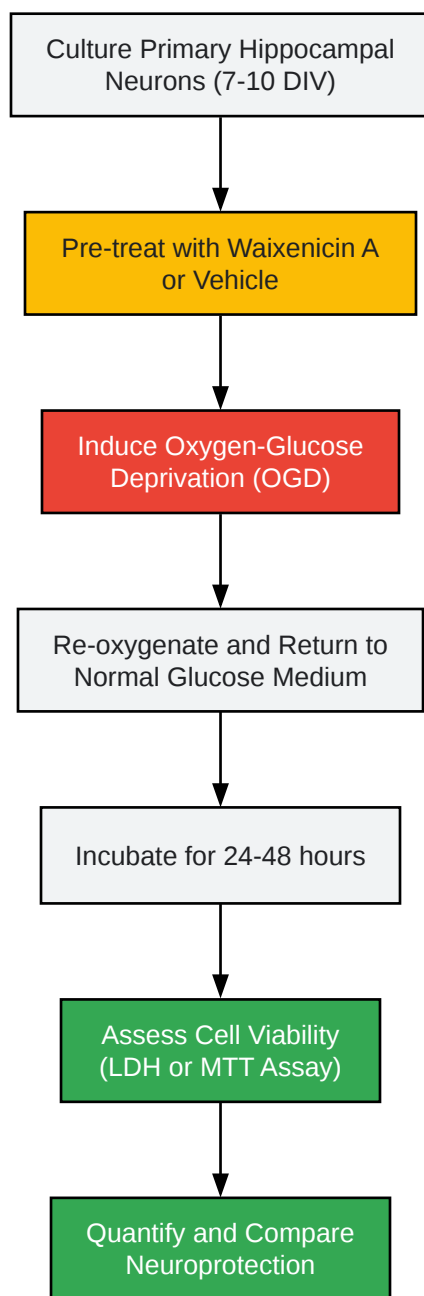 Culture Primary Hippocampal
Neurons (7-10 DIV)
Pre-treat with Waixenicin A
or Vehicle
Induce Oxygen-Glucose
Deprivation (OGD)
Re-oxygenate and Return to
Normal Glucose Medium
Incubate for 24-48 hours
Assess Cell Viability
(LDH or MTT Assay)
Quantify and Compare
Neuroprotection